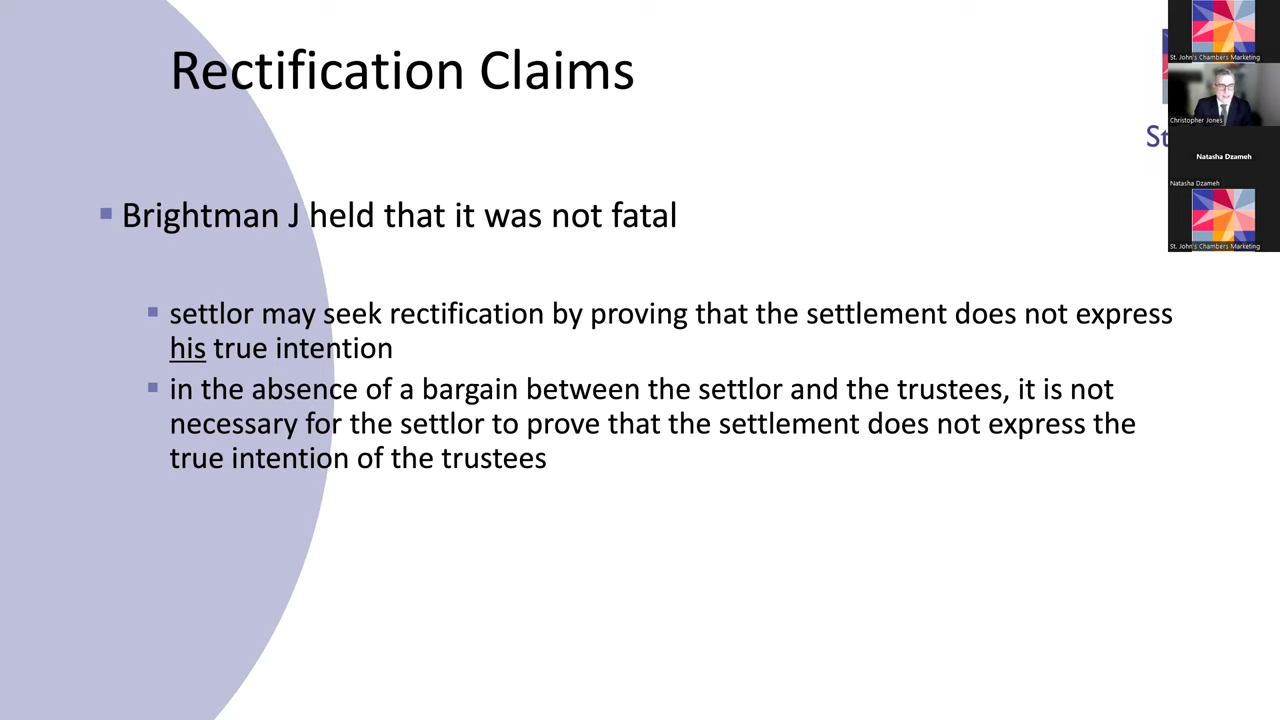 Rectification Claims
Brightman J held that it was not fatal
settlor may seek rectification by proving that the settlement does not express
his true intention
in the absence of a bargain between the settlor and the trustees, it is not
necessary for the settlor to prove that the settlement does not express the
true intention of the trustees
St
St. John's Chambers Marketing
Christopher Jones
Natasha Dzameh
Natasha Dzameh
St. John's Chambers Marketing